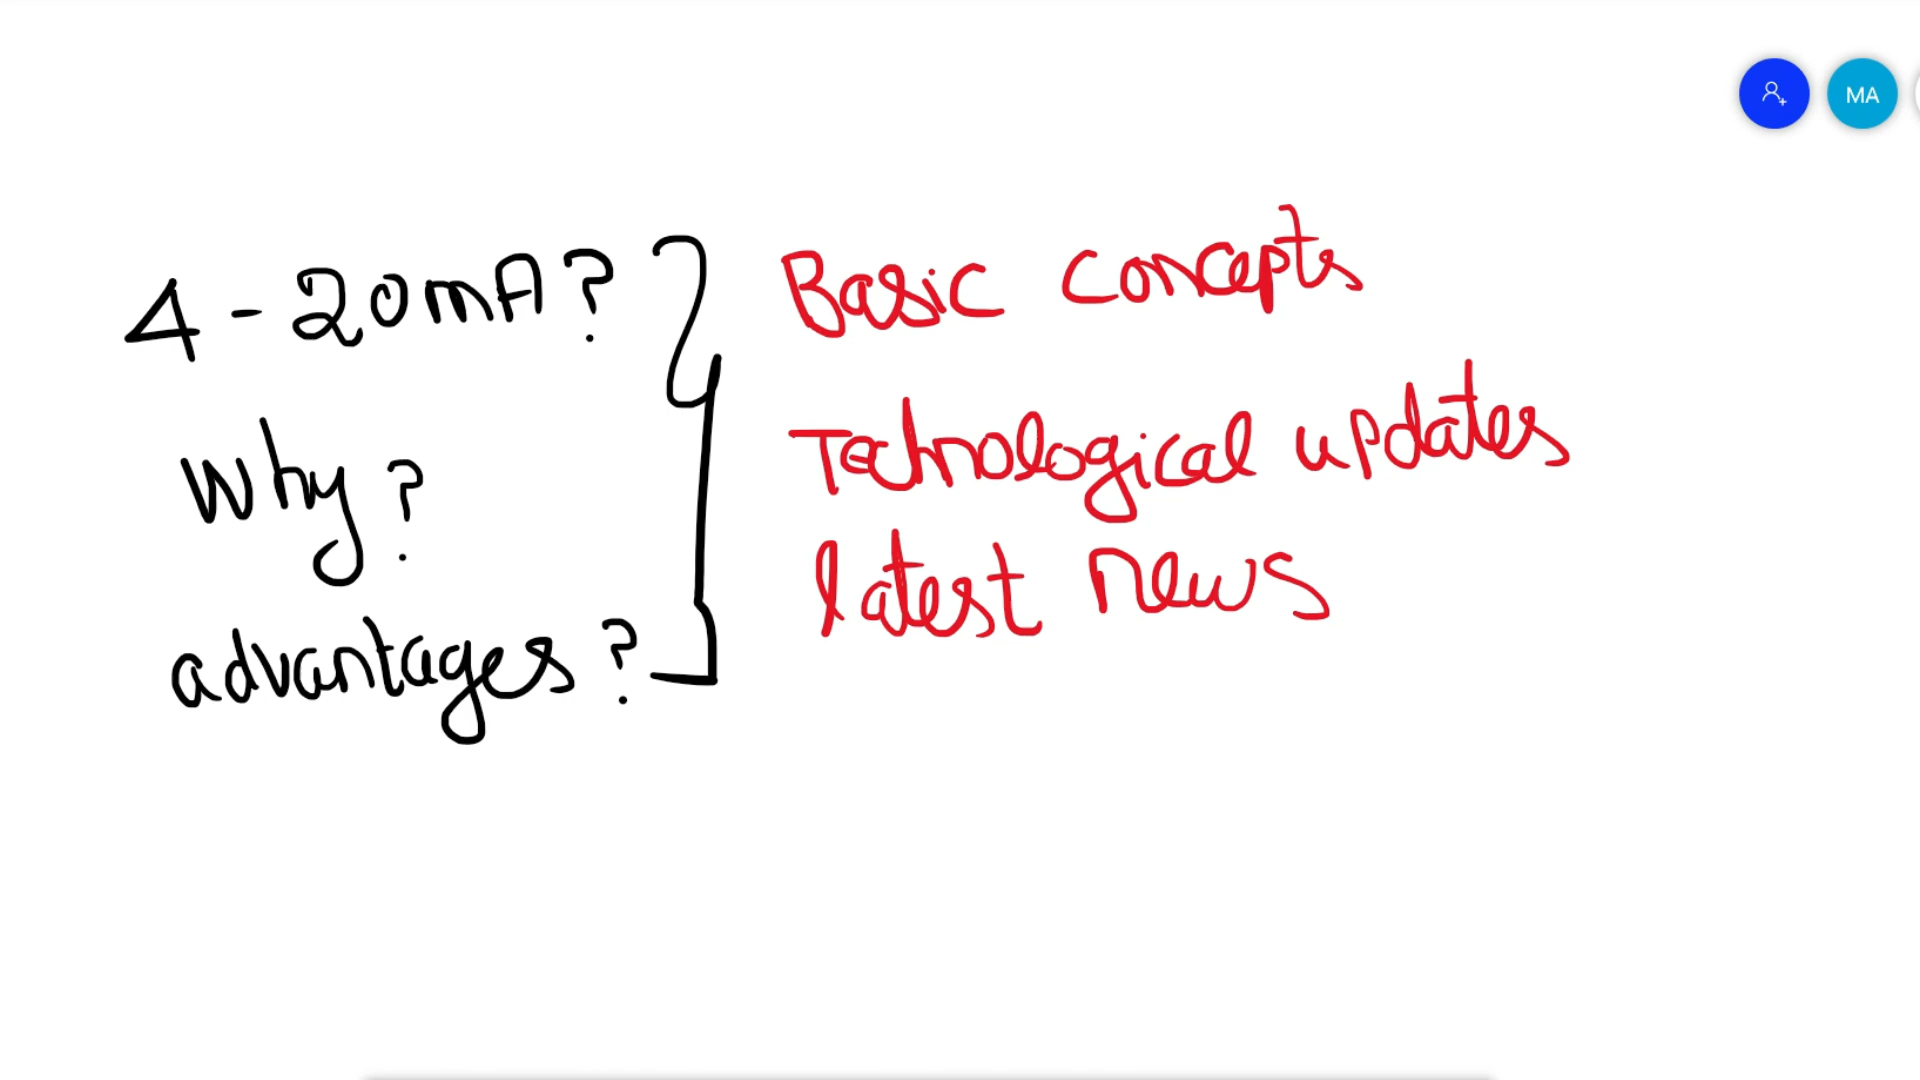 MA
4-20mA?
Why?
advantages?
Basic concepts
Technological updates
latest news